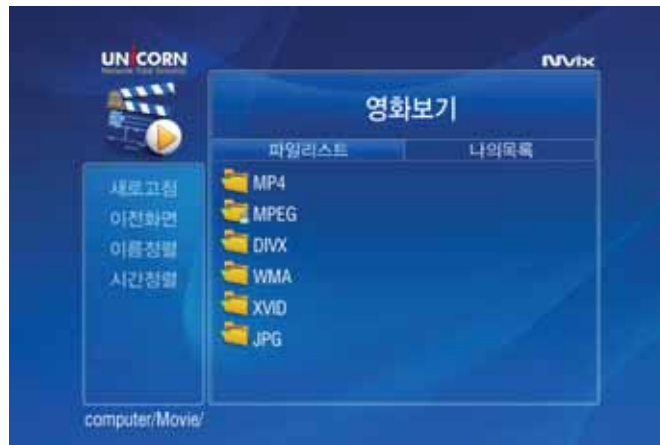 UNICORN
Mvix
영화보기
파일리스트
나의목록
새로고침
이전화면
이름정렬
시간정렬
MP4
MPEG
DIVX
WMA
XVID
JPG
computer/Movie/